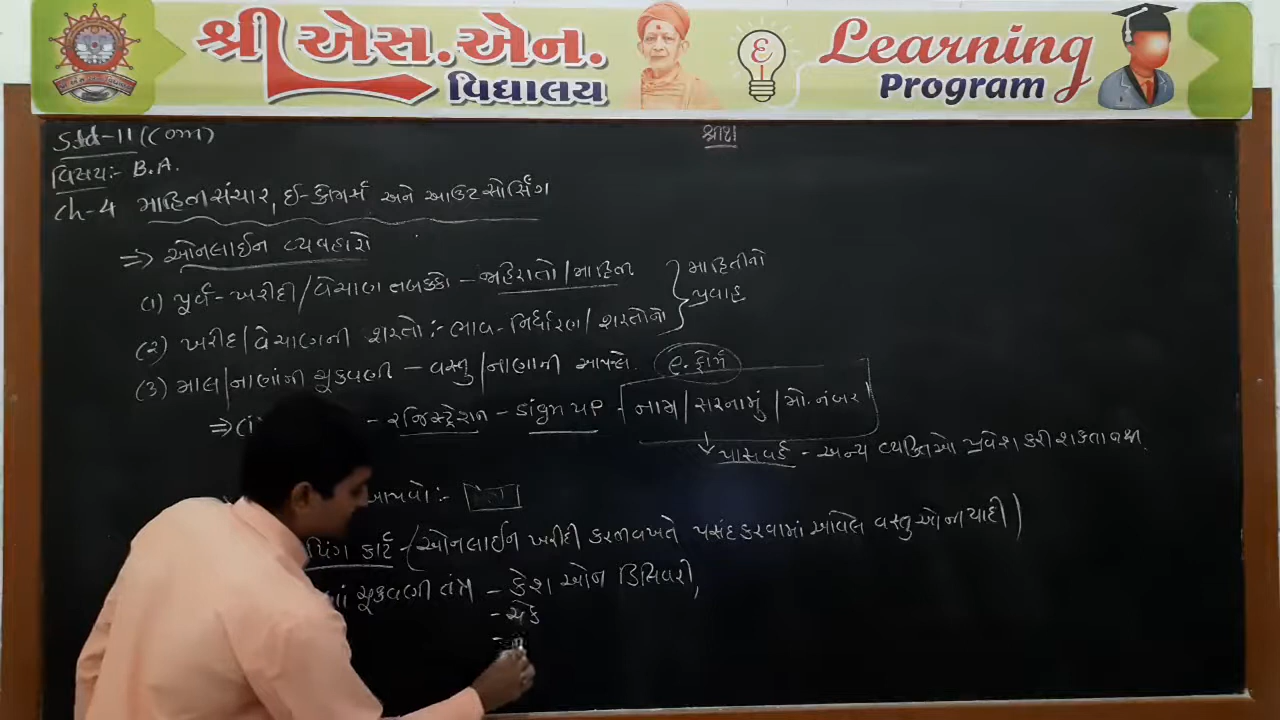 શ્રી એસ.એન.
વિદ્યાલય
Learning
Program
શ્રીજી
Std-11 (Com)
વિષય:- B.A.
Ch-4 માહિતીસંચાર, ઈ-કોમર્સ અને આઉટસોર્સિંગ
⇒ ઓનલાઈન વ્યવહારો
(1) પૂર્વ-ખરીદી/વેચાણ તબક્કો - જાહેરાતો/માહિતી
માહિતીનો
પ્રવાહ
(2) ખરીદ/વેચાણની શરતો :- ભાવ-નિર્ધારણ/શરતોનો
(3) માલ/નાણાંની ચૂકવણી - વસ્તુ/નાણાની આપલે.
⇒ - રજિસ્ટ્રેશન - નામ/સરનામું/મો.નંબર
પાસવર્ડ - અન્ય વ્યક્તિઓ પ્રવેશ કરી શકતા નથી
આપવો :-
પિંગ કાર્ટ - (ઓનલાઈન ખરીદી કરતા વખતે પસંદ કરવામાં આવેલ વસ્તુઓના યાદી)
માં ચૂકવણી તંત્ર - કેશ ઓન ડિલિવરી,
- ચેક
-